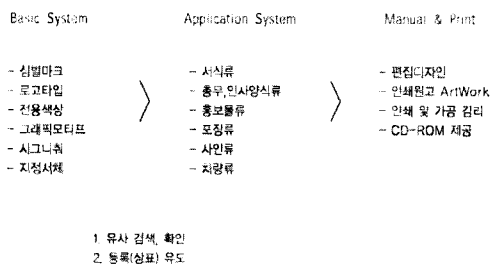 Basic System
Application System
Manual & Print
- 심벌마크
- 로고타입
- 전용색상
- 그래픽모티프
- 시그니춰
- 지정서체
- 서식류
- 총무,인사양식류
- 홍보물류
- 포장류
- 사인류
- 차량류
- 편집디자인
- 인쇄원고 ArtWork
- 인쇄 및 가공 감리
- CD-ROM 제공
1. 유사 검색, 확인
2. 등록(상표) 유도